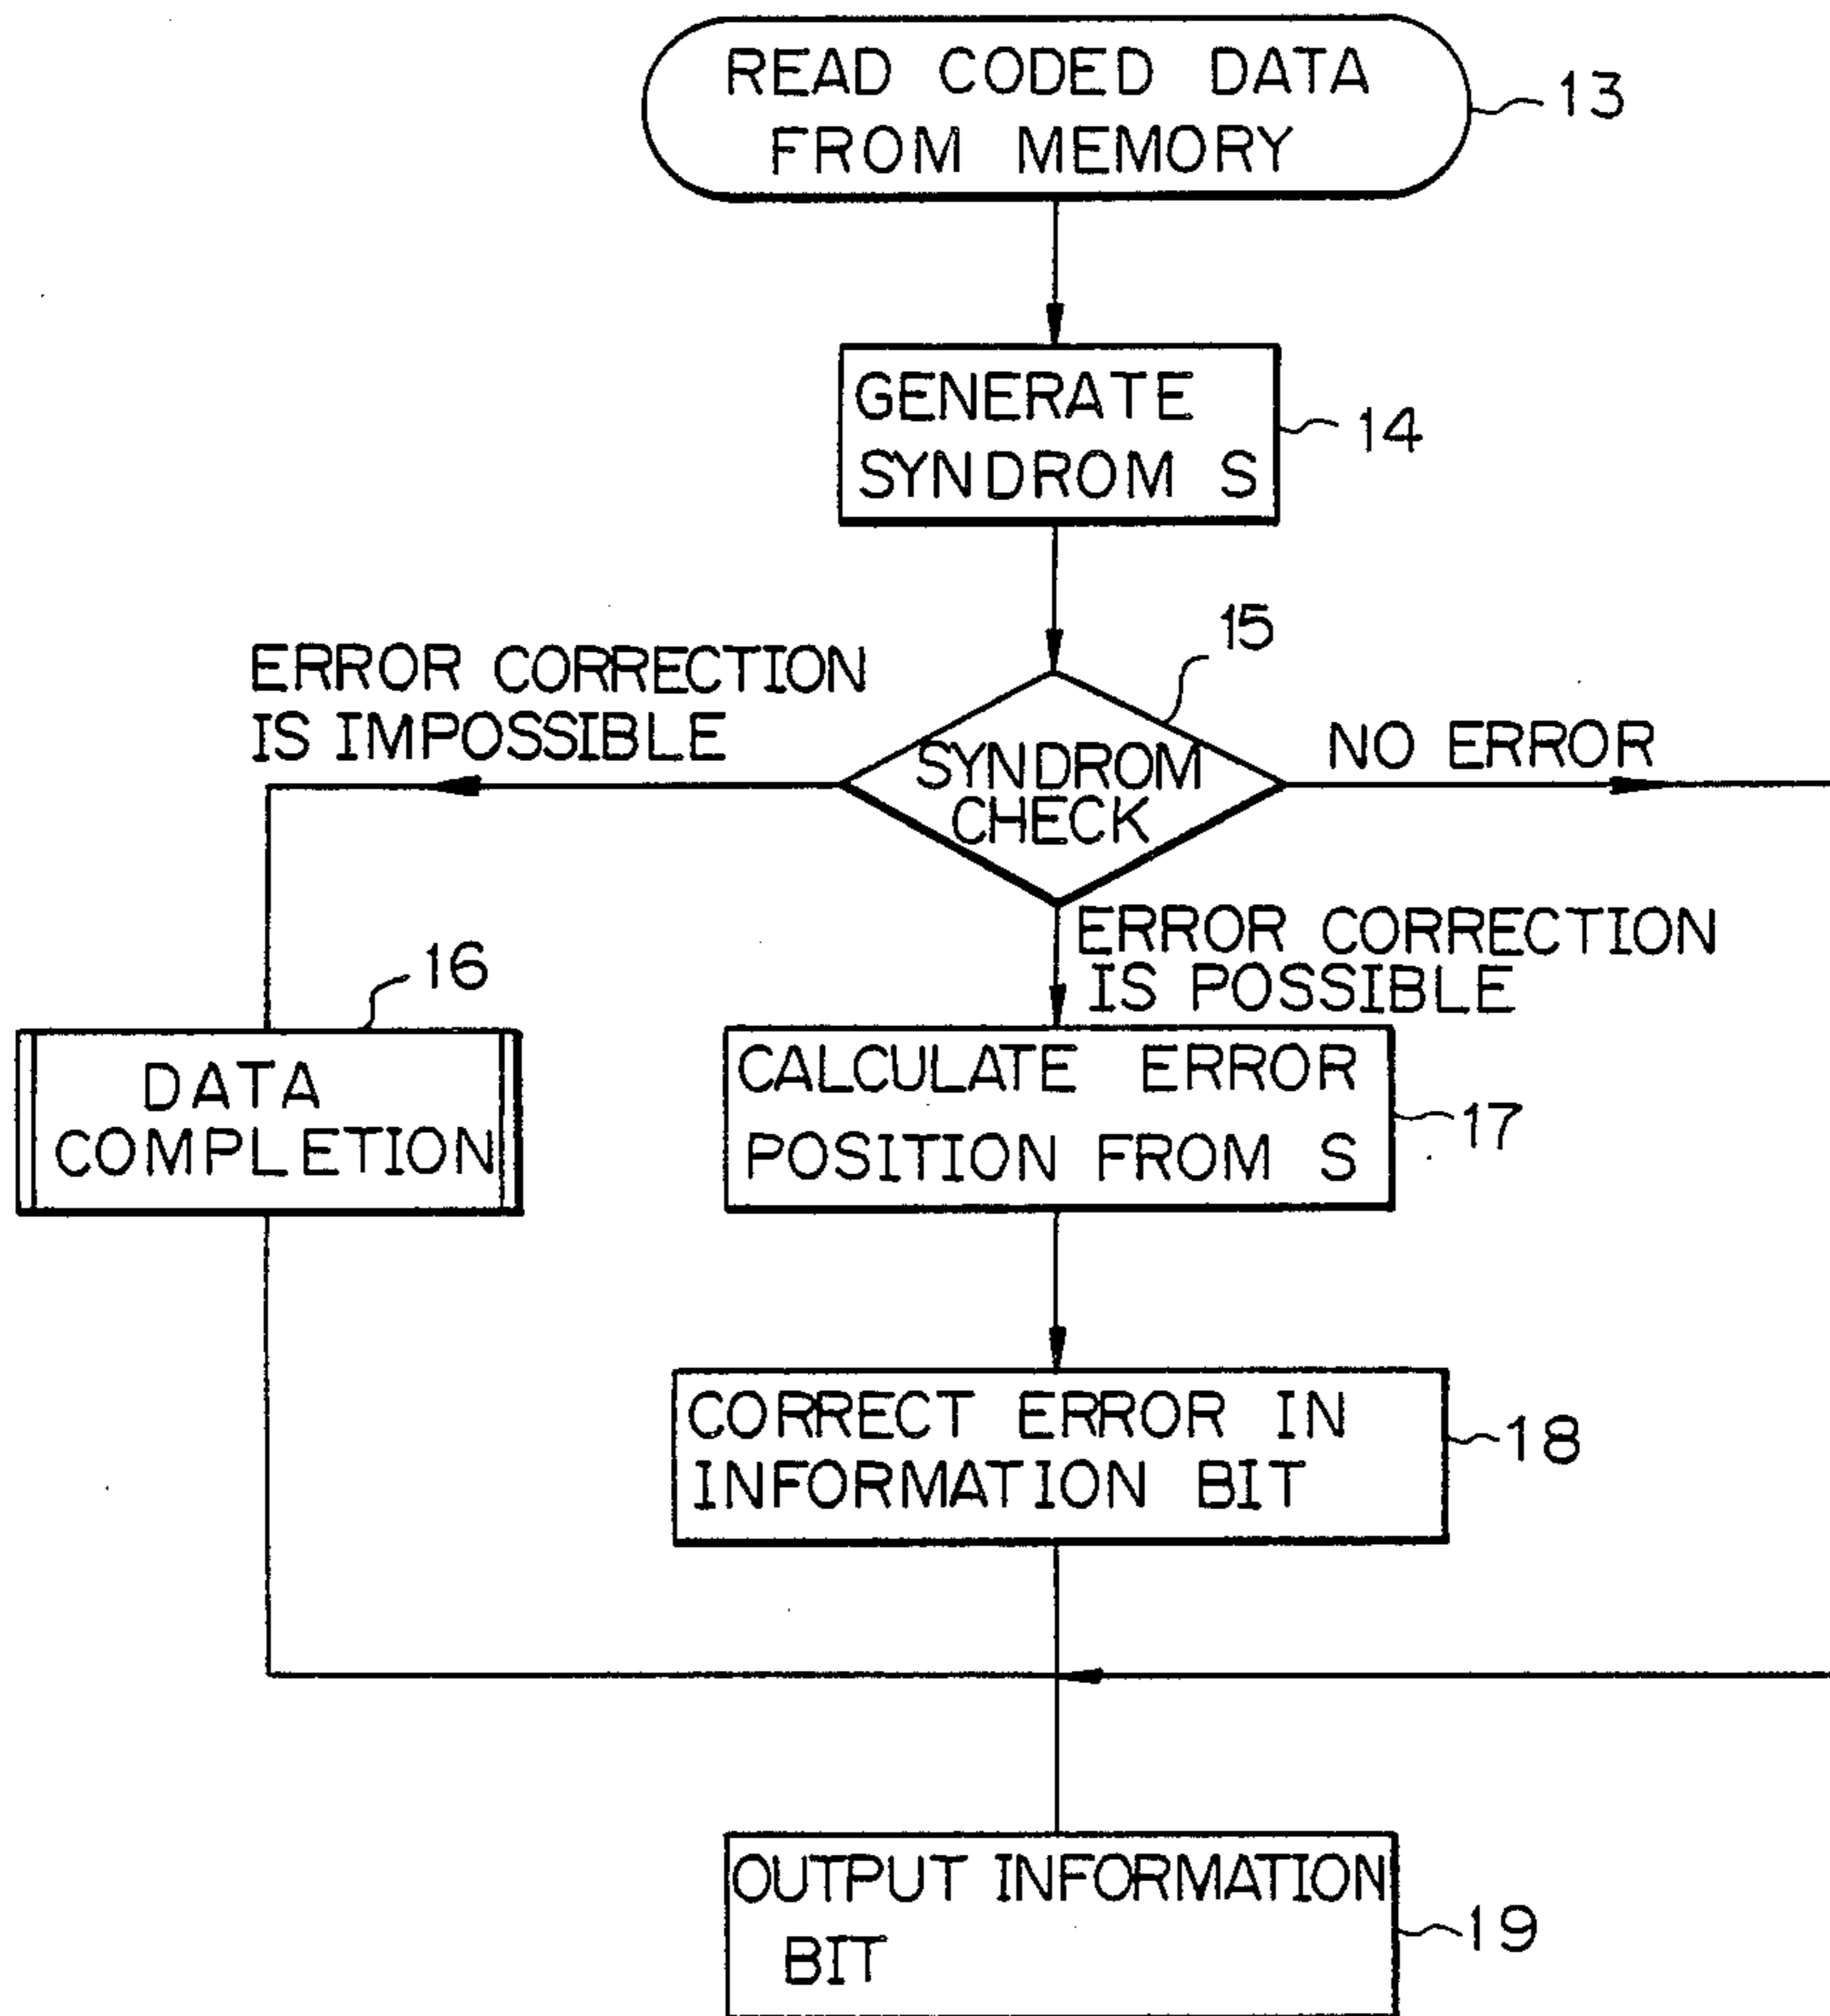 READ CODED DATA
FROM MEMORY
13
GENERATE
SYNDROM S
14
15
ERROR CORRECTION
IS IMPOSSIBLE
SYNDROM
CHECK
NO ERROR
ERROR CORRECTION
IS POSSIBLE
16
DATA
COMPLETION
CALCULATE ERROR
POSITION FROM S
17
CORRECT ERROR IN
INFORMATION BIT
18
OUTPUT INFORMATION
BIT
19